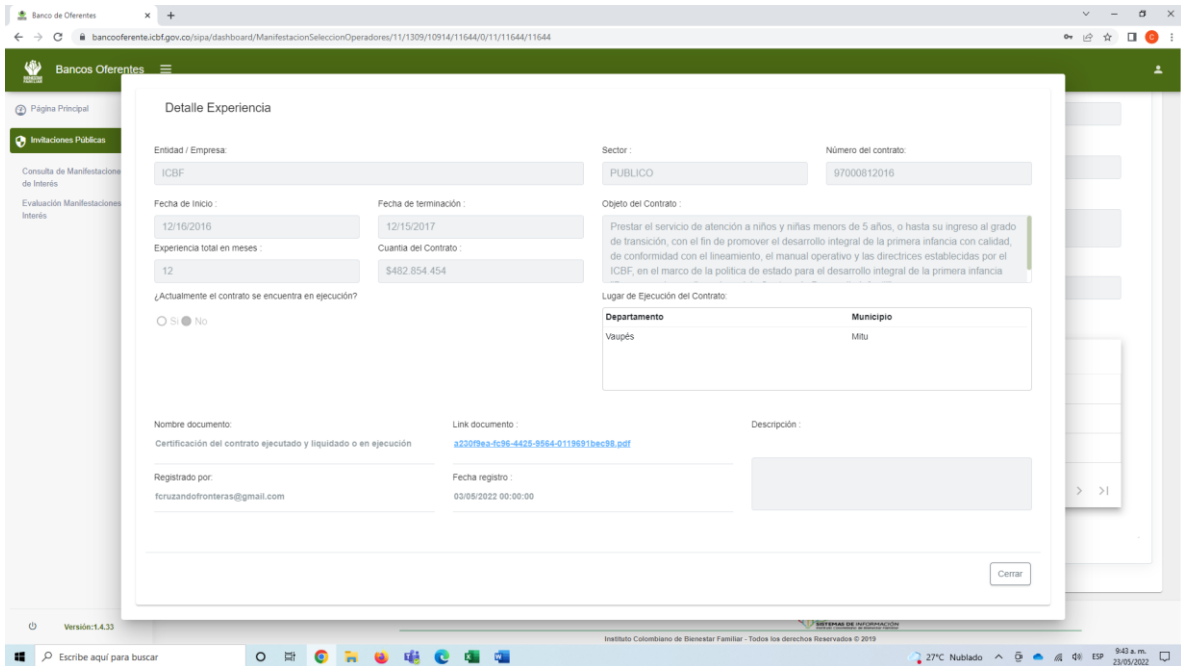 Banco de Oferentes
bancooferente.icbf.gov.co/sipa/dashboard/ManifestacionSeleccionOperadores/11/1309/10914/11644/0/11/11644/11644
Bancos Oferentes
Página Principal
Invitaciones Públicas
Consulta de Manifestacione
de Interés
Evaluación Manifestaciones
Interés
Detalle Experiencia
Entidad / Empresa:
Sector :
Número del contrato:
ICBF
PUBLICO
97000812016
Fecha de Inicio :
Fecha de terminación :
Objeto del Contrato :
12/16/2016
12/15/2017
Prestar el servicio de atención a niños y niñas menors de 5 años, o hasta su ingreso al grado
de transición, con el fin de promover el desarrollo integral de la primera infancia con calidad,
de conformidad con el lineamiento, el manual operativo y las directrices establecidas por el
ICBF, en el marco de la politica de estado para el desarrollo integral de la primera infancia
Experiencia total en meses :
Cuantia del Contrato :
12
$482.854.454
¿Actualmente el contrato se encuentra en ejecución?
Si No
Lugar de Ejecución del Contrato:
Departamento
Municipio
Vaupés
Mitu
Nombre documento:
Link documento :
Descripción :
Certificación del contrato ejecutado y liquidado o en ejecución
a230f9ea-fc96-4425-9564-0119691bec98.pdf
Registrado por:
Fecha registro :
fcruzandofronteras@gmail.com
03/05/2022 00:00:00
Cerrar
Versión:1.4.33
SISTEMAS DE INFORMACIÓN
Instituto Colombiano de Bienestar Familiar - Todos los derechos Reservados © 2019
Escribe aquí para buscar
27°C Nublado
ESP
9:43 a. m.
23/05/2022